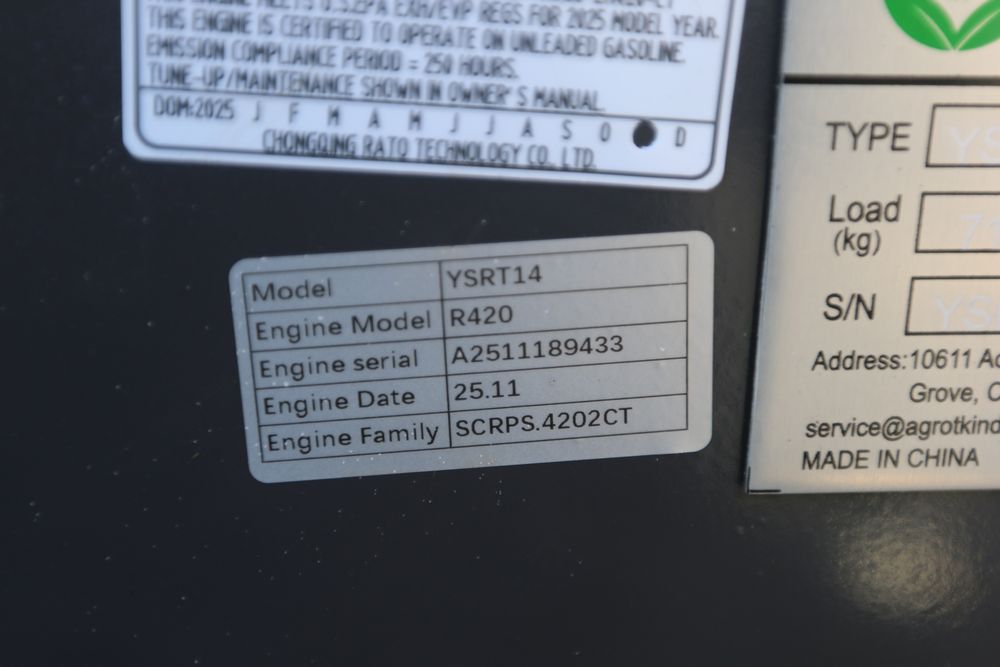 ENGINE MEETS U.S.EPA EXH/EVP REGS FOR 2025 MODEL YEAR.
THIS ENGINE IS CERTIFIED TO OPERATE ON UNLEADED GASOLINE.
EMISSION COMPLIANCE PERIOD = 250 HOURS.
TUNE-UP/MAINTENANCE SHOWN IN OWNER' S MANUAL.
DOM:2025 J F M A M J J A S O D
CHONGQING RATO TECHNOLOGY CO., LTD.
Model YSRT14
Engine Model R420
Engine serial A2511189433
Engine Date 25.11
Engine Family SCRPS.4202CT
TYPE YS
Load
(kg)
S/N YS
Address:10611
Grove,
service@agrotkind
MADE IN CHINA